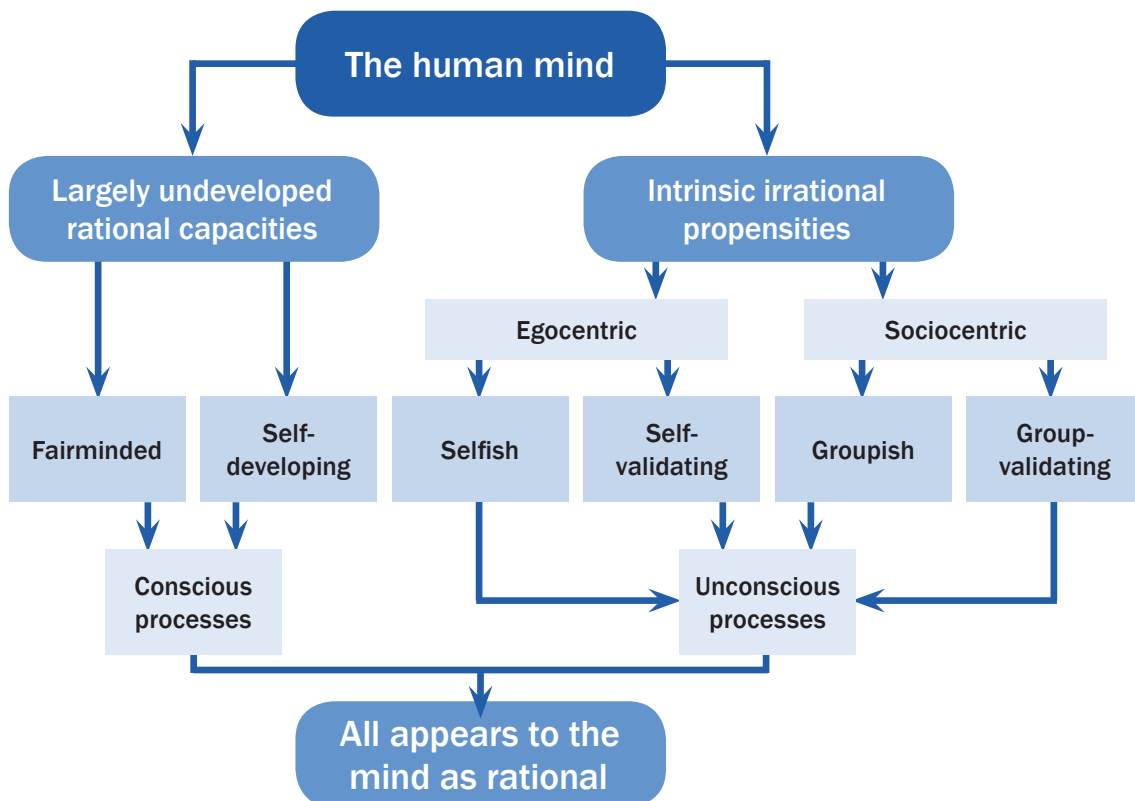 The human mind
Largely undeveloped
rational capacities
Intrinsic irrational
propensities
Egocentric
Sociocentric
Fairminded
Self-
developing
Selfish
Self-
validating
Groupish
Group-
validating
Conscious
processes
Unconscious
processes
All appears to the
mind as rational